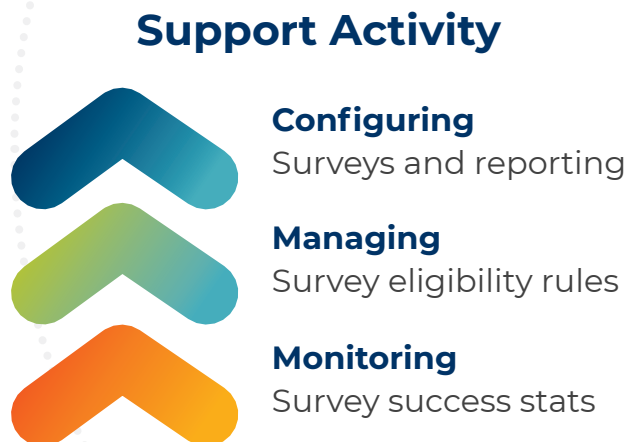 Support Activity
Configuring
Surveys and reporting
Managing
Survey eligibility rules
Monitoring
Survey success stats